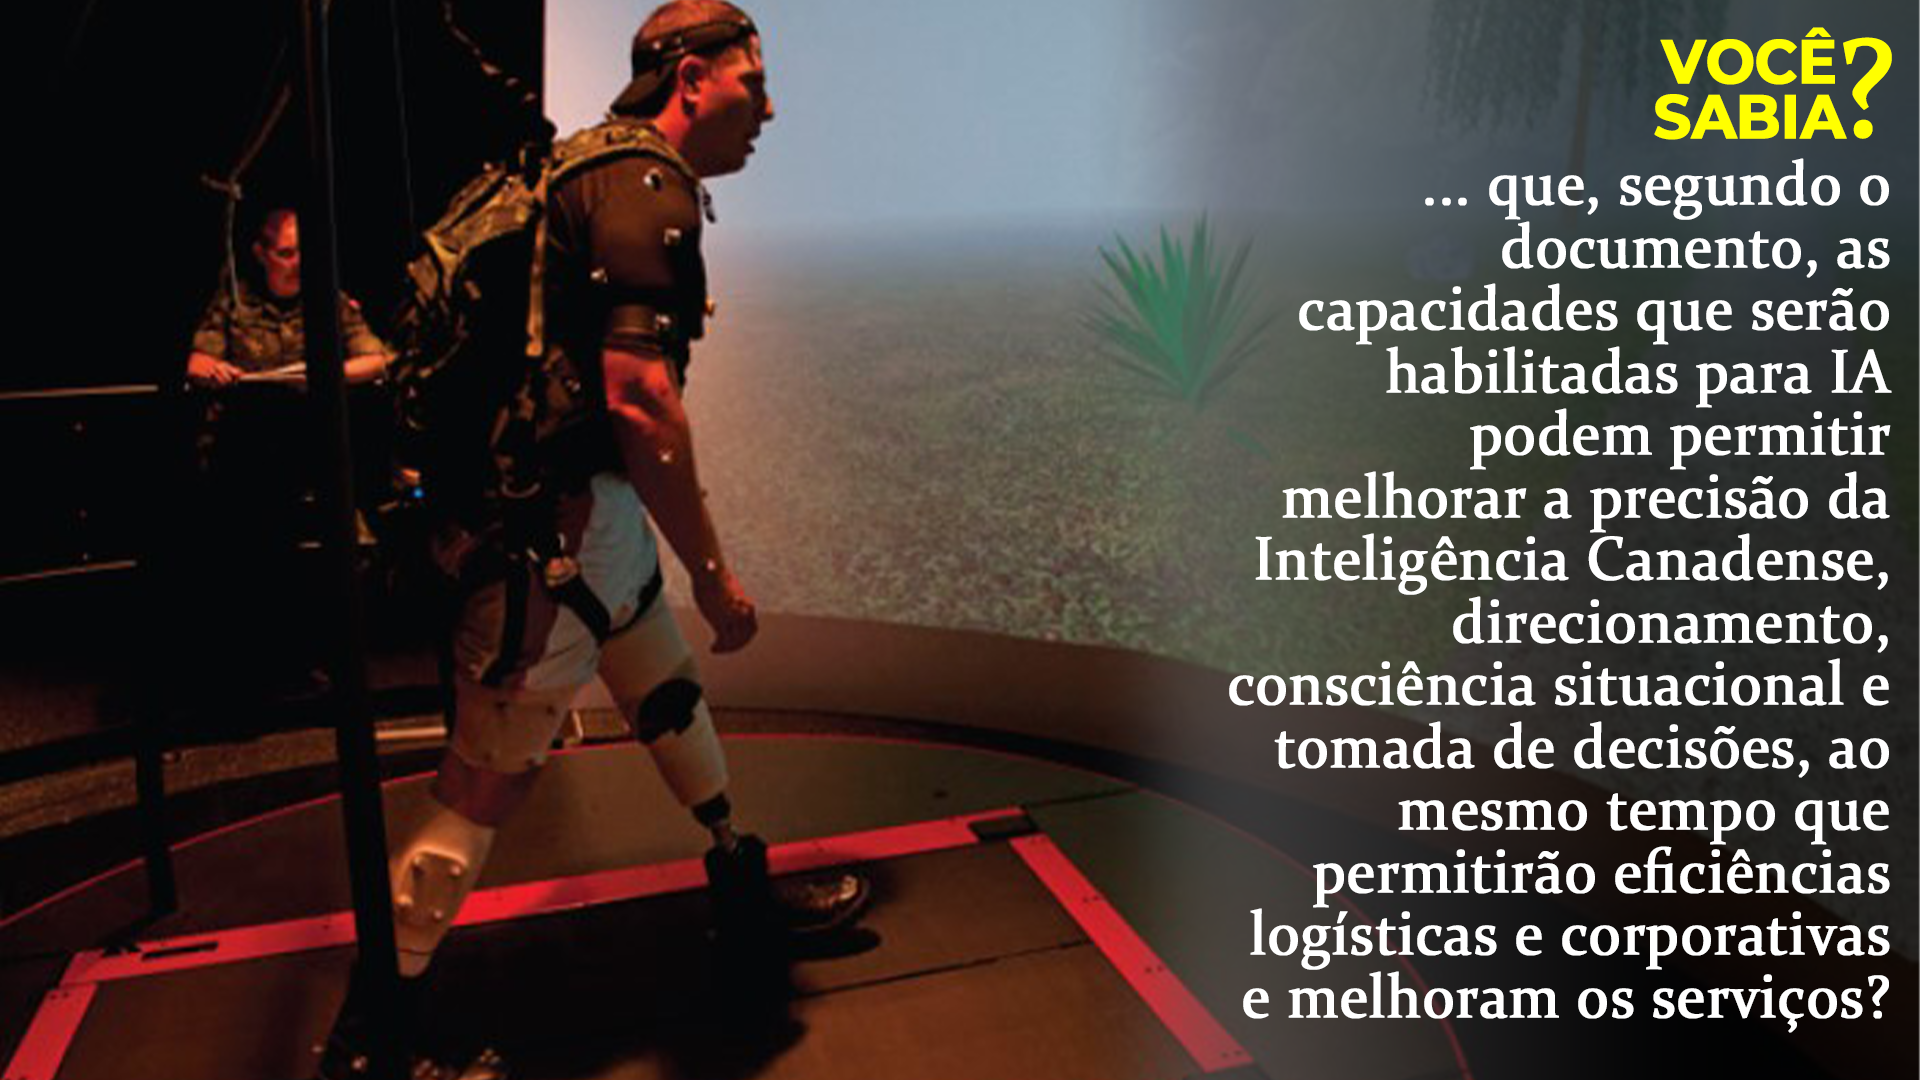 VOCÊ
SABIA?
... que, segundo o
documento, as
capacidades que serão
habilitadas para IA
podem permitir
melhorar a precisão da
Inteligência Canadense,
direcionamento,
consciência situacional e
tomada de decisões, ao
mesmo tempo que
permitirão eficiências
logísticas e corporativas
e melhoram os serviços?